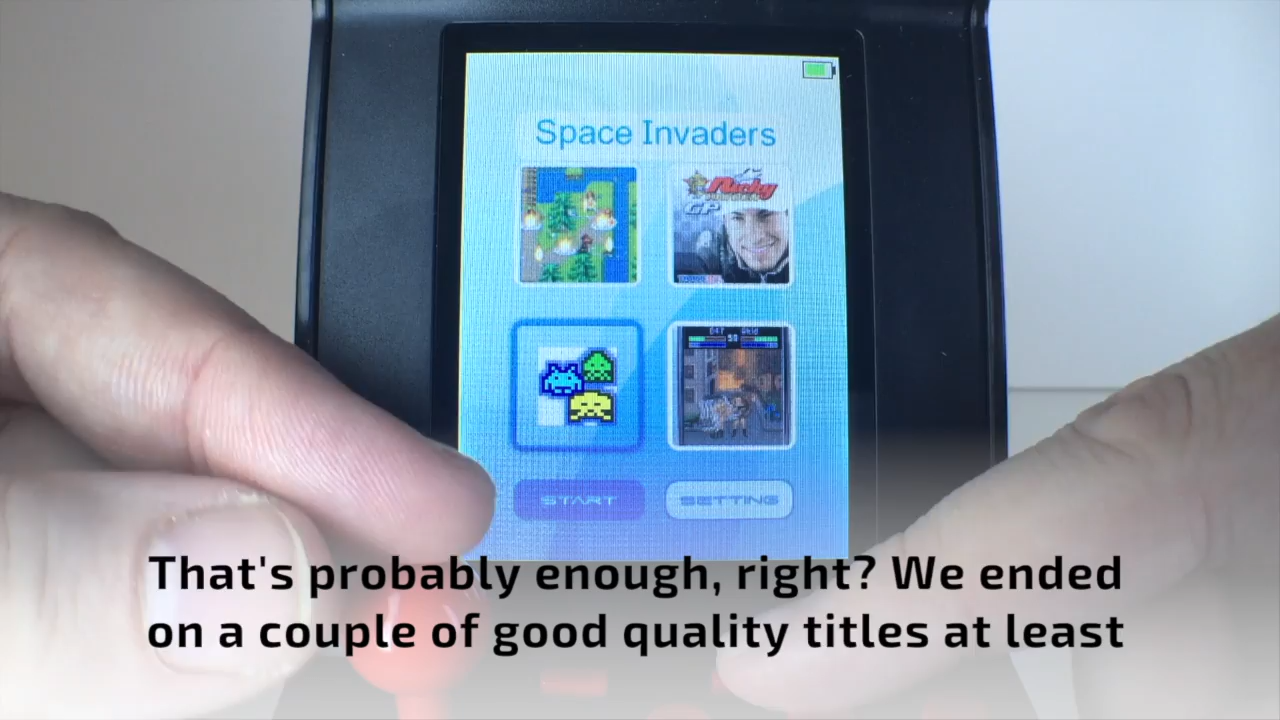 Space Invaders
Ricky
GP
START
SETTING
That's probably enough, right? We ended
on a couple of good quality titles at least